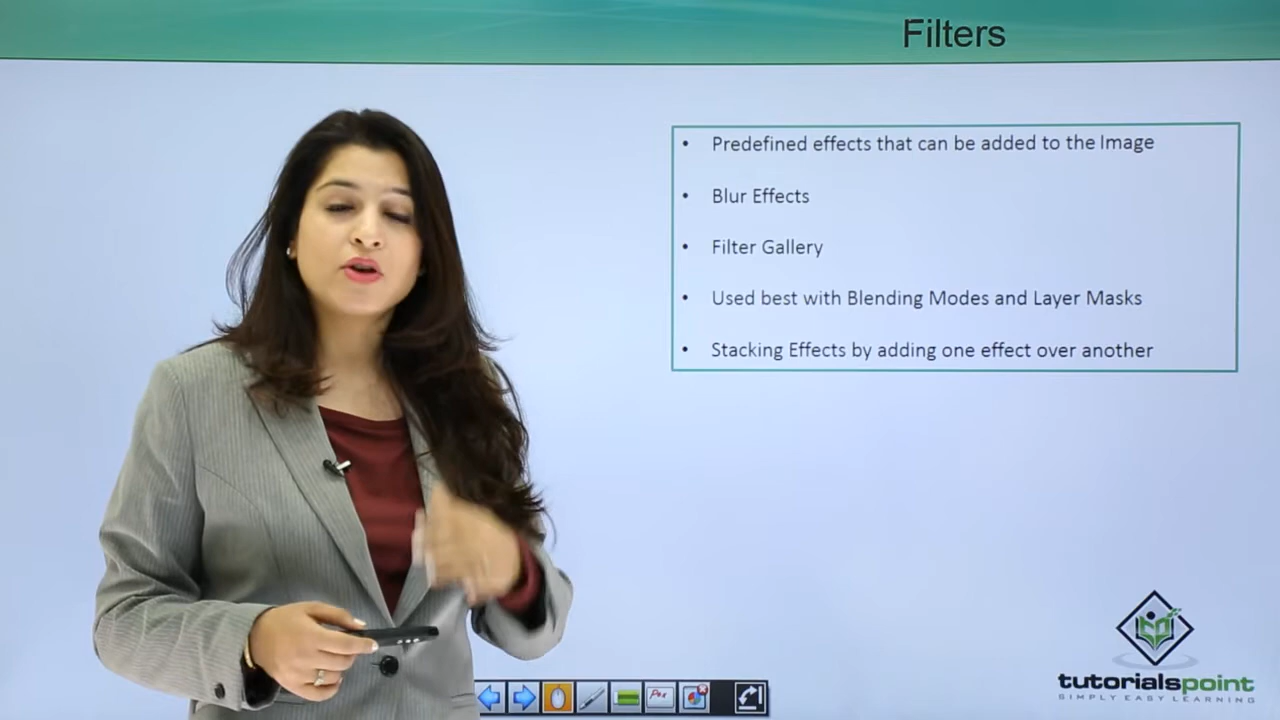 Filters
• Predefined effects that can be added to the Image
• Blur Effects
• Filter Gallery
• Used best with Blending Modes and Layer Masks
• Stacking Effects by adding one effect over another
Pen
tutorialspoint
SIMPLY EASY LEARNING